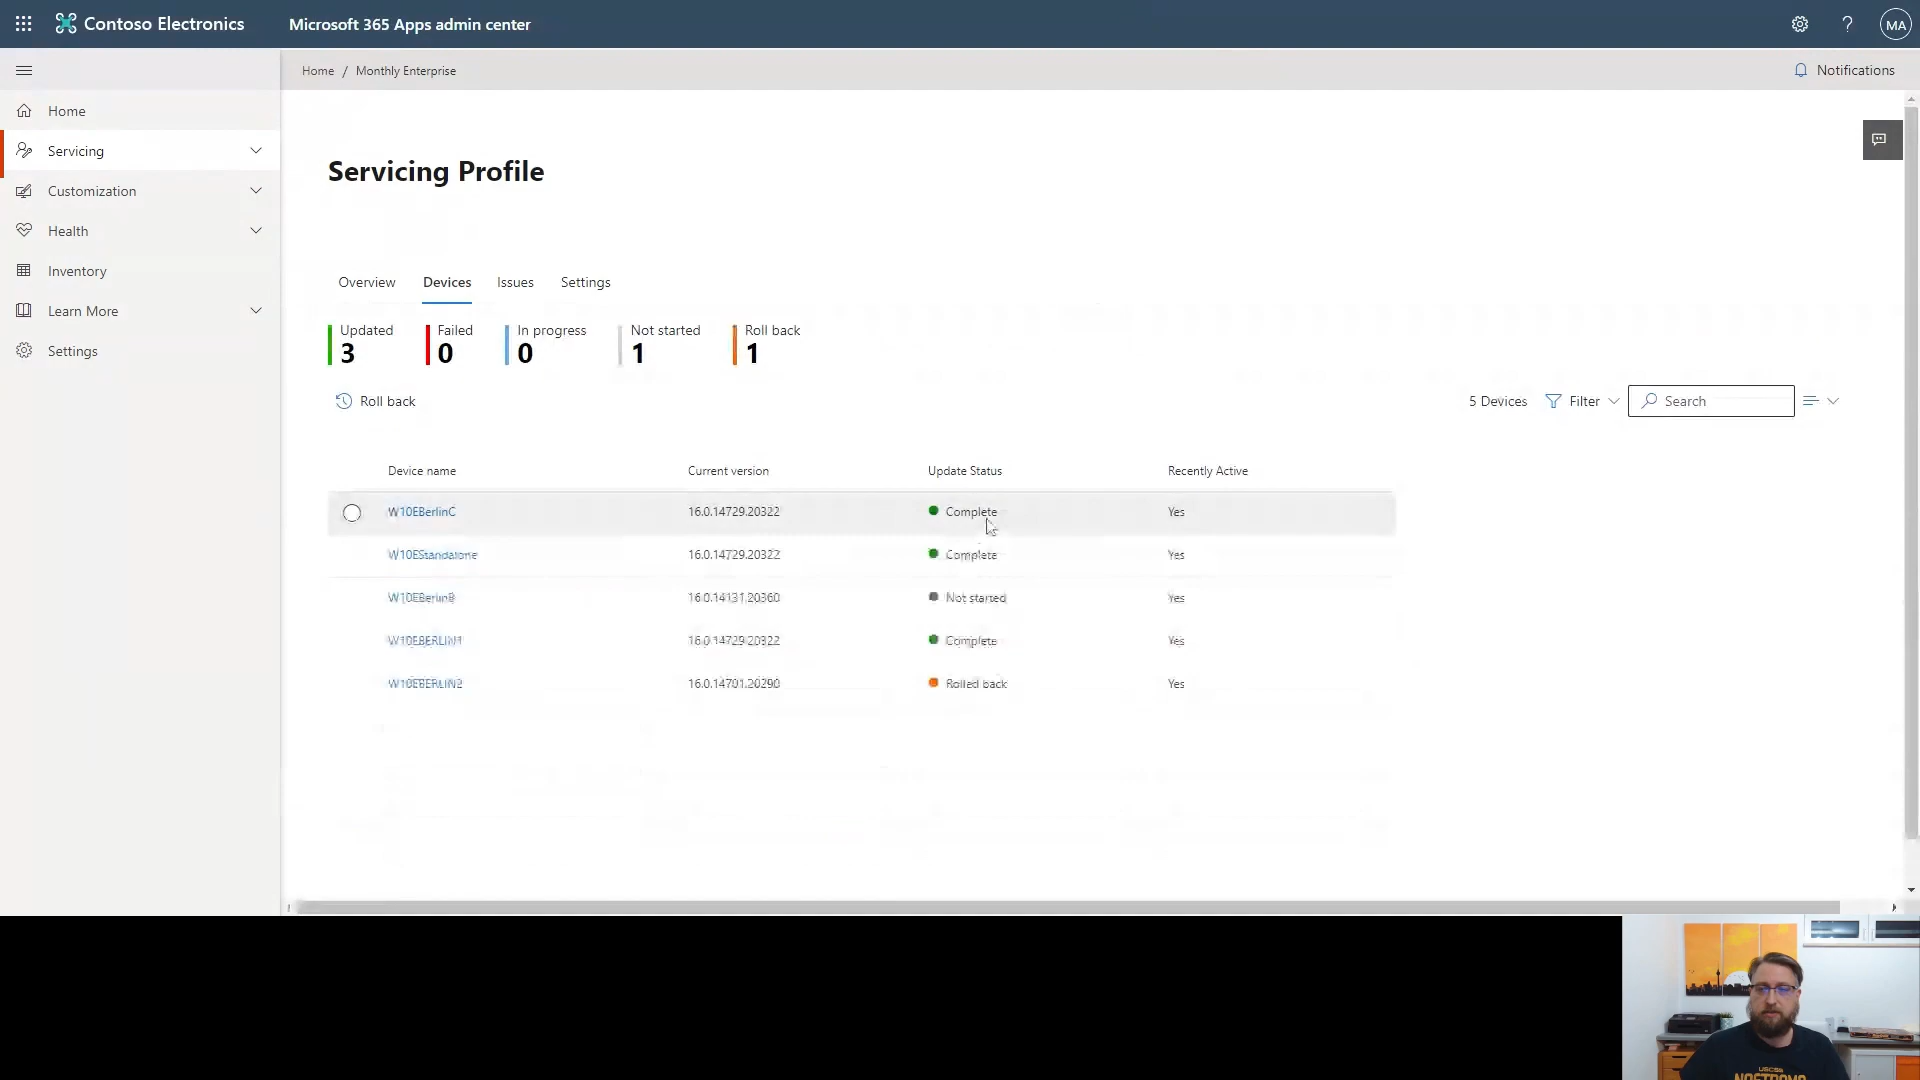 Contoso Electronics Microsoft 365 Apps admin center MA
Home / Monthly Enterprise Notifications
Home
Servicing
Customization
Health
Inventory
Learn More
Settings
Servicing Profile
Overview Devices Issues Settings
Updated Failed In progress Not started Roll back
3 0 0 1 1
Roll back 5 Devices Filter Search
Device name Current version Update Status Recently Active
W10EBerlinC 16.0.14729.20322 Complete Yes
W10EStandalone 16.0.14729.20322 Complete Yes
W10EBerlinB 16.0.14131.20360 Not started Yes
W10EBERLIN1 16.0.14729.20322 Complete Yes
W10EBERLIN2 16.0.14701.20290 Rolled back Yes
USCSS
NOSTROMO